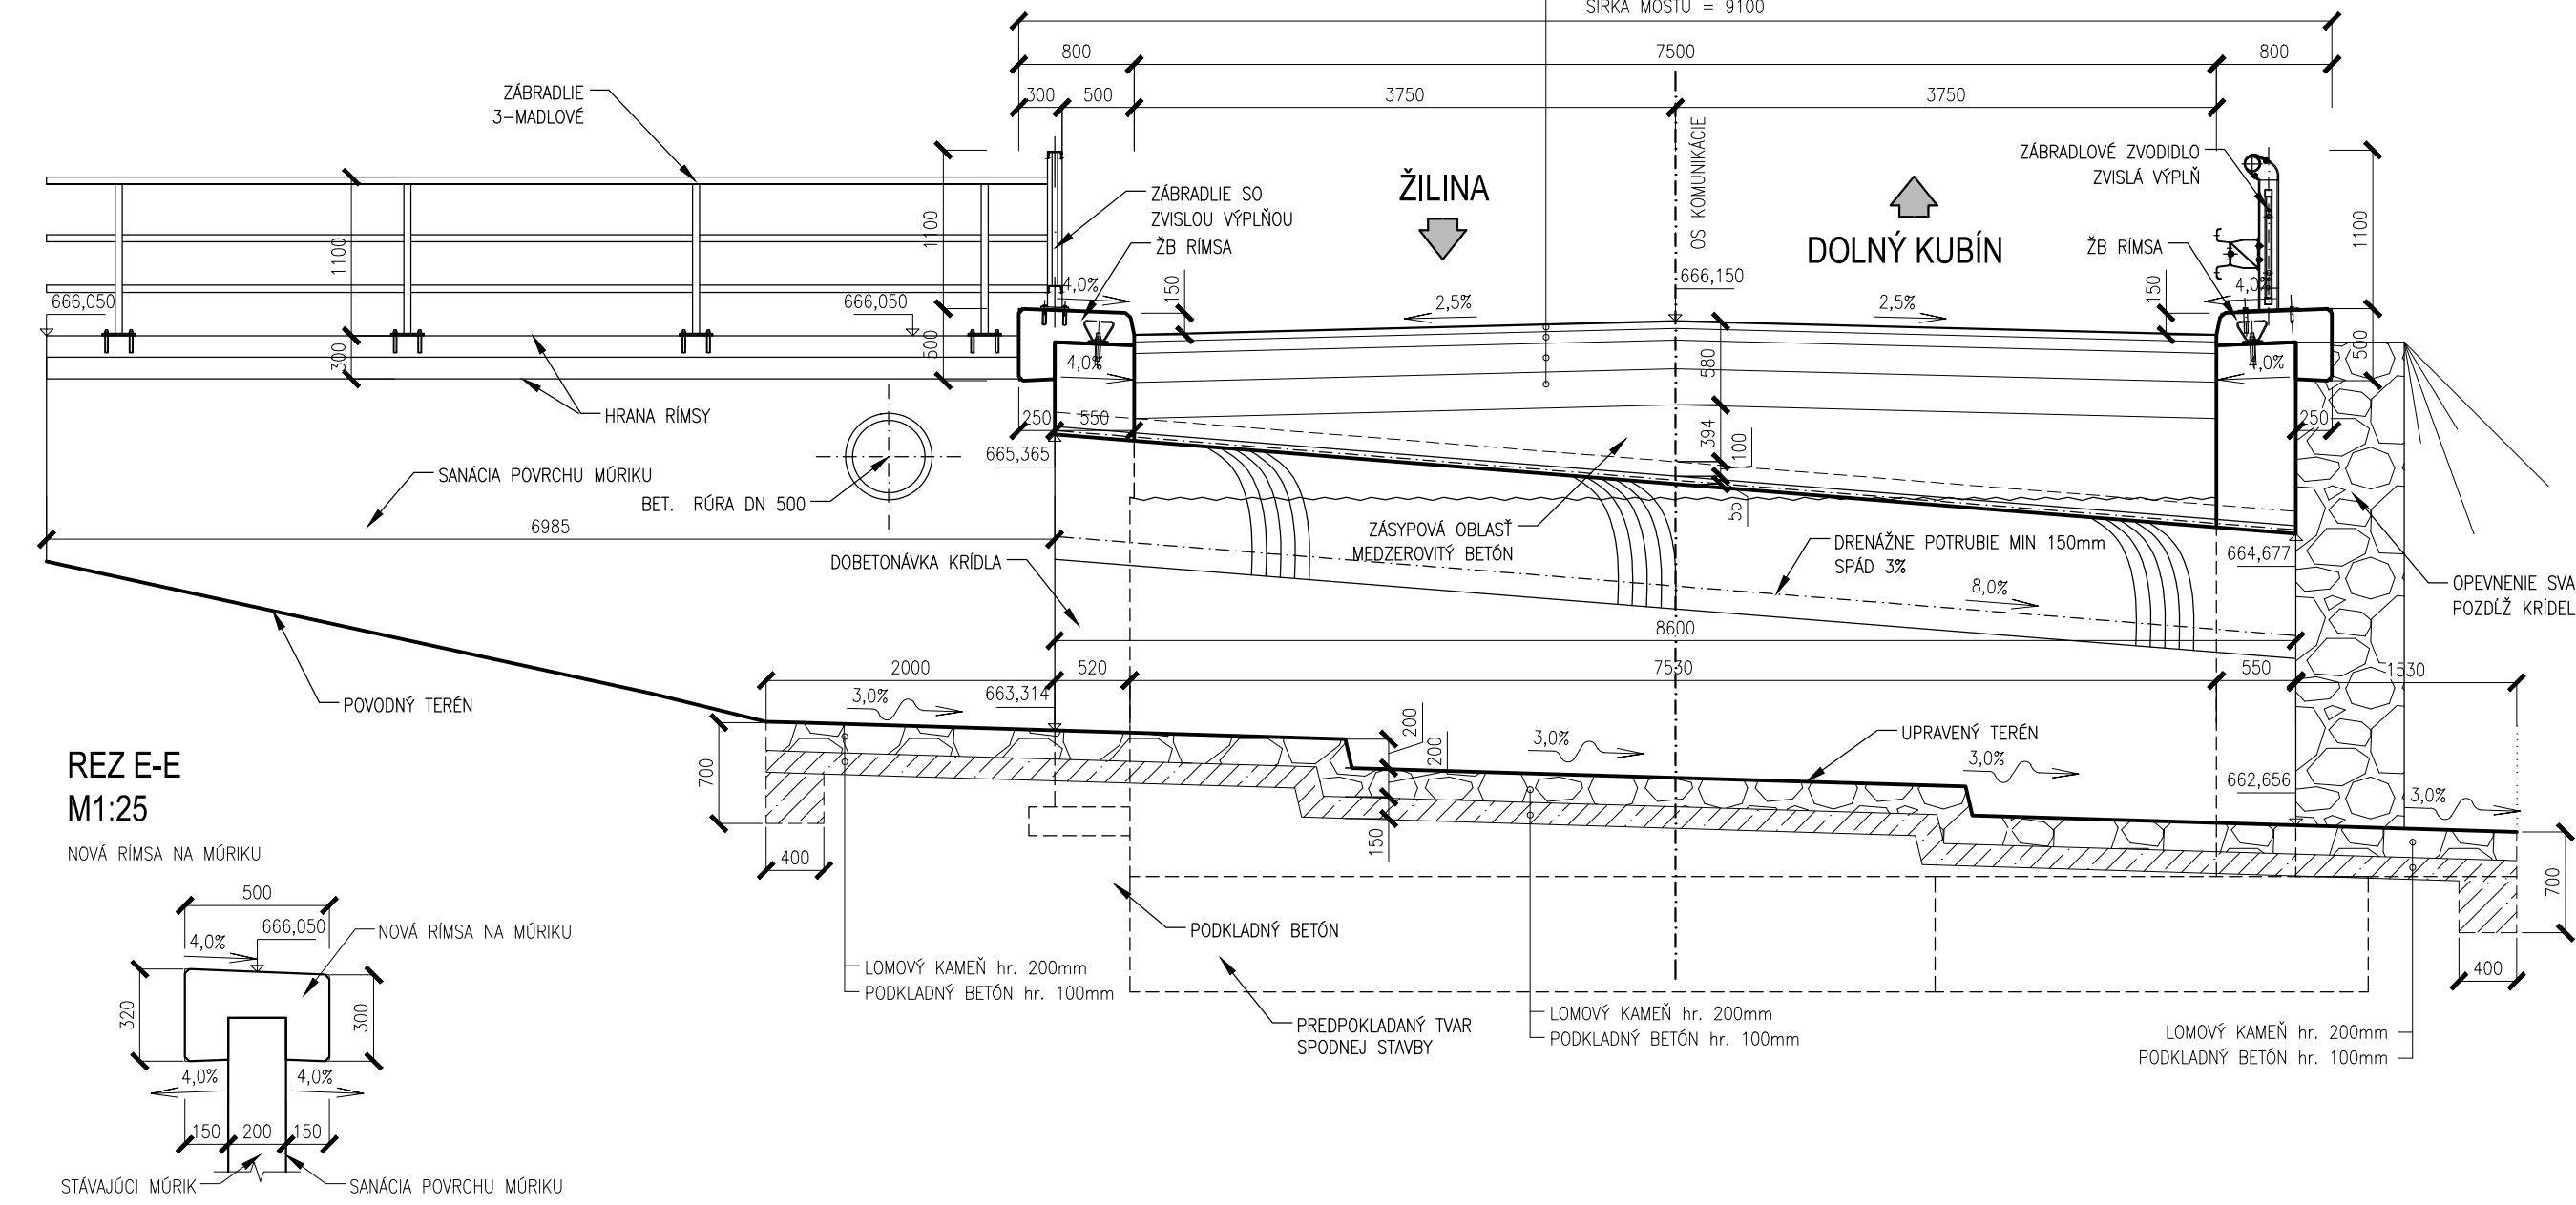 ŠÍRKA MOSTU = 9100
800
7500
800
300
500
3750
3750
ZÁBRADLIE
3-MADLOVÉ
OS KOMUNIKÁCIE
ZÁBRADLOVÉ ZVODIDLO
ZVISLÁ VÝPLŇ
ŽILINA
ZÁBRADLIE SO
ZVISLOU VÝPLŇOU
ŽB RÍMSA
DOLNÝ KUBÍN
ŽB RÍMSA
1100
1100
1100
666,050
666,050
4,0%
150
2,5%
666,150
2,5%
150
4,0%
300
500
4,0%
580
4,0%
500
HRANA RÍMSY
250
550
394
100
250
665,365
SANÁCIA POVRCHU MÚRIKU
BET. RÚRA DN 500
55
6985
ZÁSYPOVÁ OBLASŤ
MEDZEROVITÝ BETÓN
DRENÁŽNE POTRUBIE MIN 150mm
SPÁD 3%
664,677
DOBETONÁVKA KRÍDLA
8,0%
OPEVNENIE SVA
POZDĹŽ KRÍDEL
8600
2000
520
7530
550
1530
3,0%
663,314
POVODNÝ TERÉN
200
200
3,0%
UPRAVENÝ TERÉN
3,0%
REZ E-E
M1:25
700
662,656
3,0%
NOVÁ RÍMSA NA MÚRIKU
150
400
700
500
666,050
4,0%
NOVÁ RÍMSA NA MÚRIKU
PODKLADNÝ BETÓN
LOMOVÝ KAMEŇ hr. 200mm
PODKLADNÝ BETÓN hr. 100mm
400
320
300
LOMOVÝ KAMEŇ hr. 200mm
PODKLADNÝ BETÓN hr. 100mm
PREDPOKLADANÝ TVAR
SPODNEJ STAVBY
LOMOVÝ KAMEŇ hr. 200mm
PODKLADNÝ BETÓN hr. 100mm
4,0%
4,0%
150
200
150
STÁVAJÚCI MÚRIK
SANÁCIA POVRCHU MÚRIKU